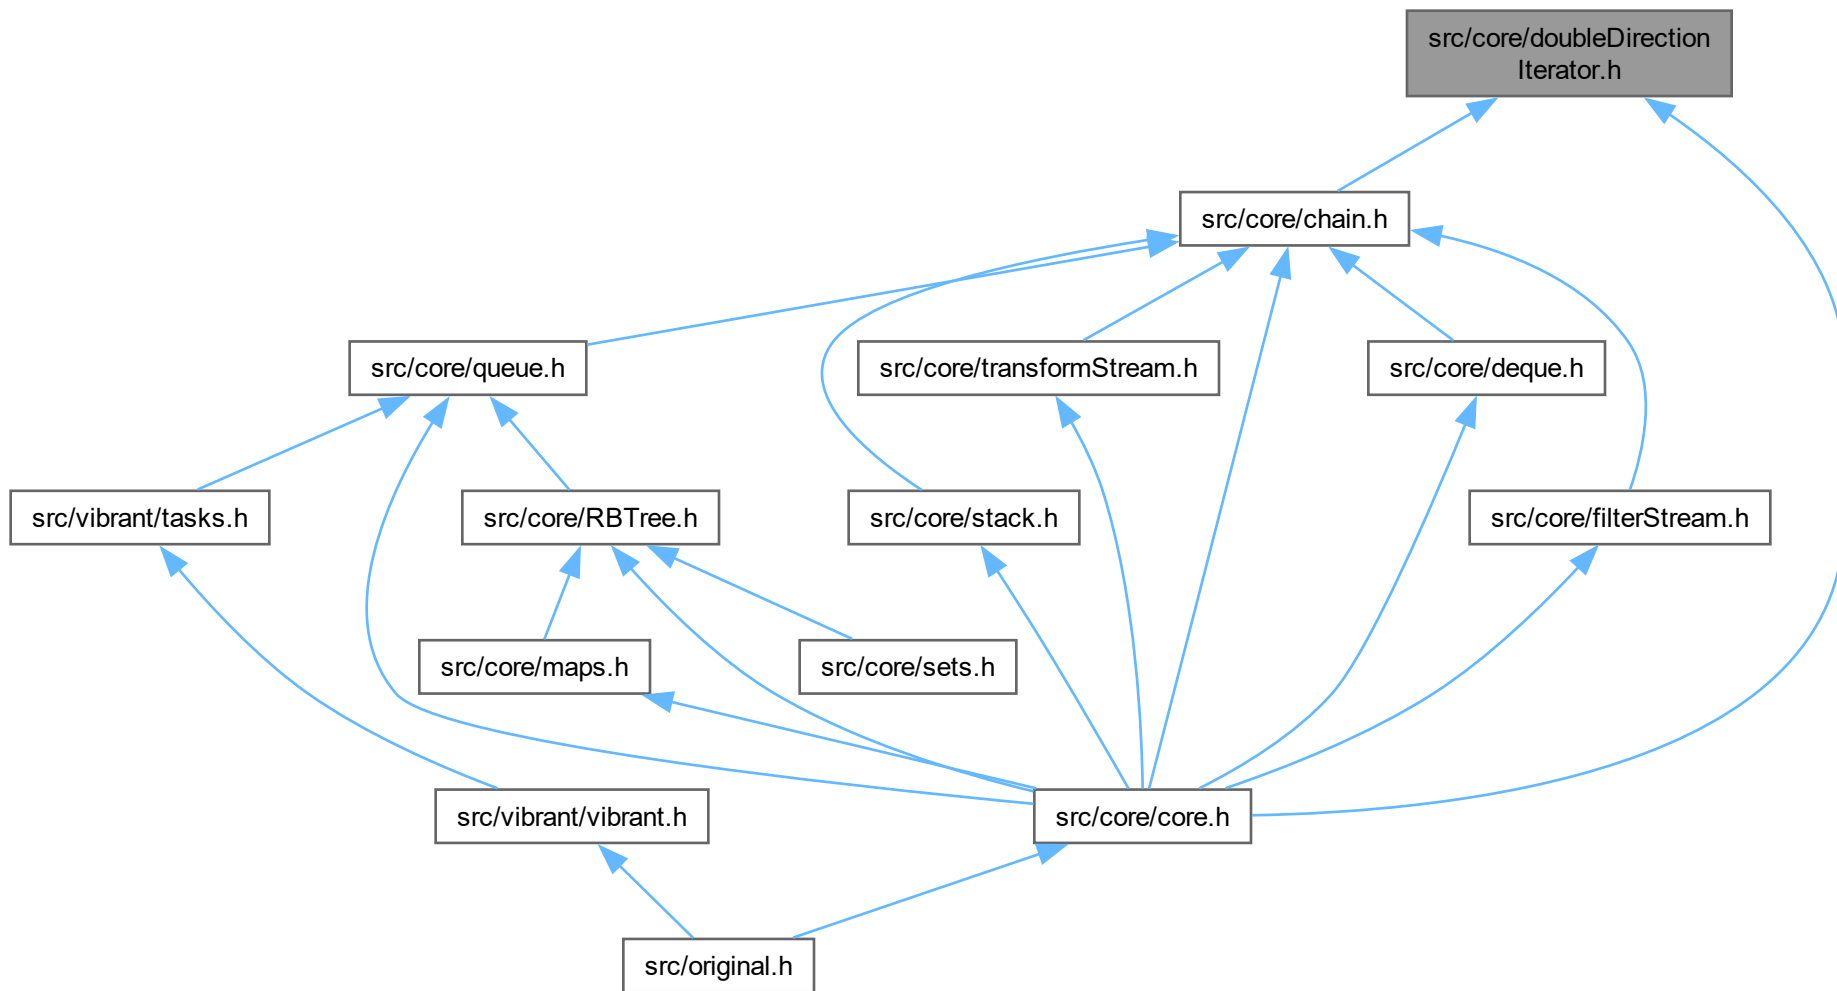 src/core/doubleDirection
Iterator.h
src/core/chain.h
src/core/queue.h
src/core/transformStream.h
src/core/deque.h
src/vibrant/tasks.h
src/core/RBTree.h
src/core/stack.h
src/core/filterStream.h
src/core/maps.h
src/core/sets.h
src/vibrant/vibrant.h
src/core/core.h
src/original.h